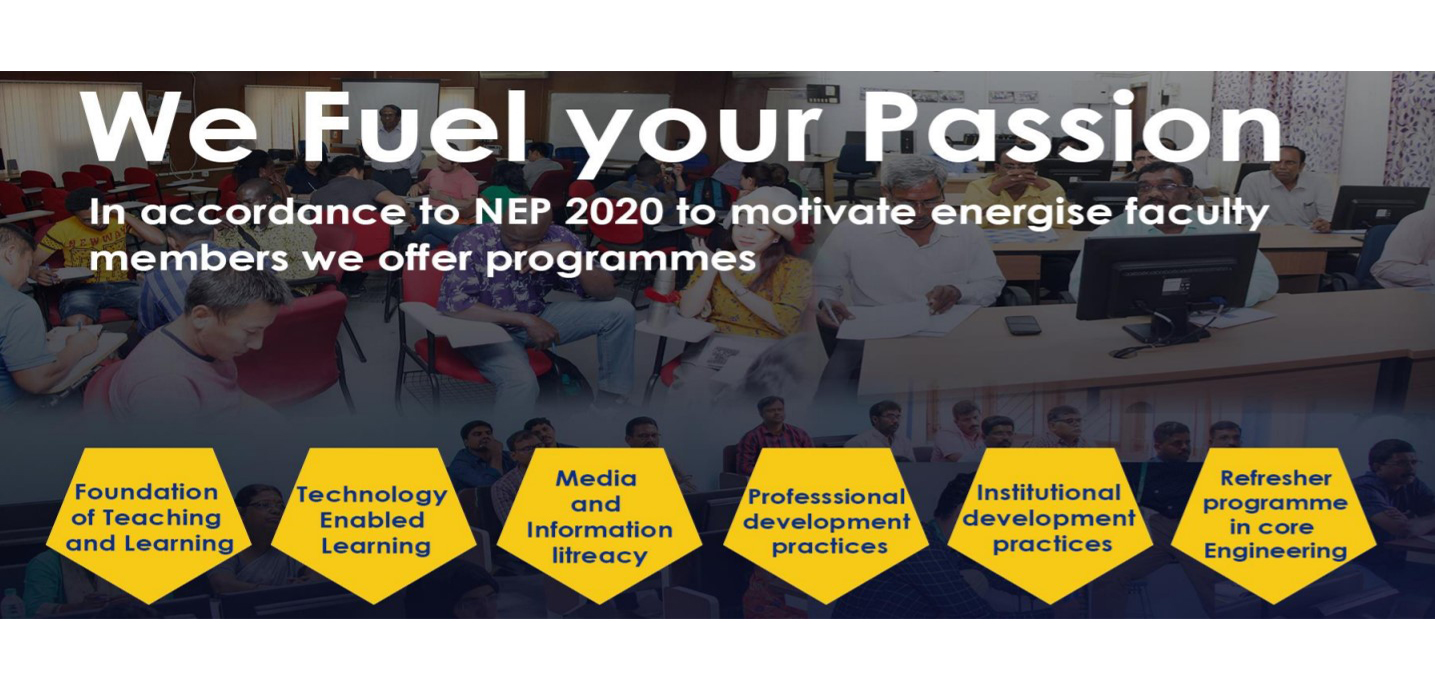 We Fuel your Passion
In accordance to NEP 2020 to motivate energise faculty
members we offer programmes
Foundation
of Teaching
and Learning
Technology
Enabled
Learning
Media
and
Information
litreacy
Professsional
development
practices
Institutional
development
practices
Refresher
programme
in core
Engineering